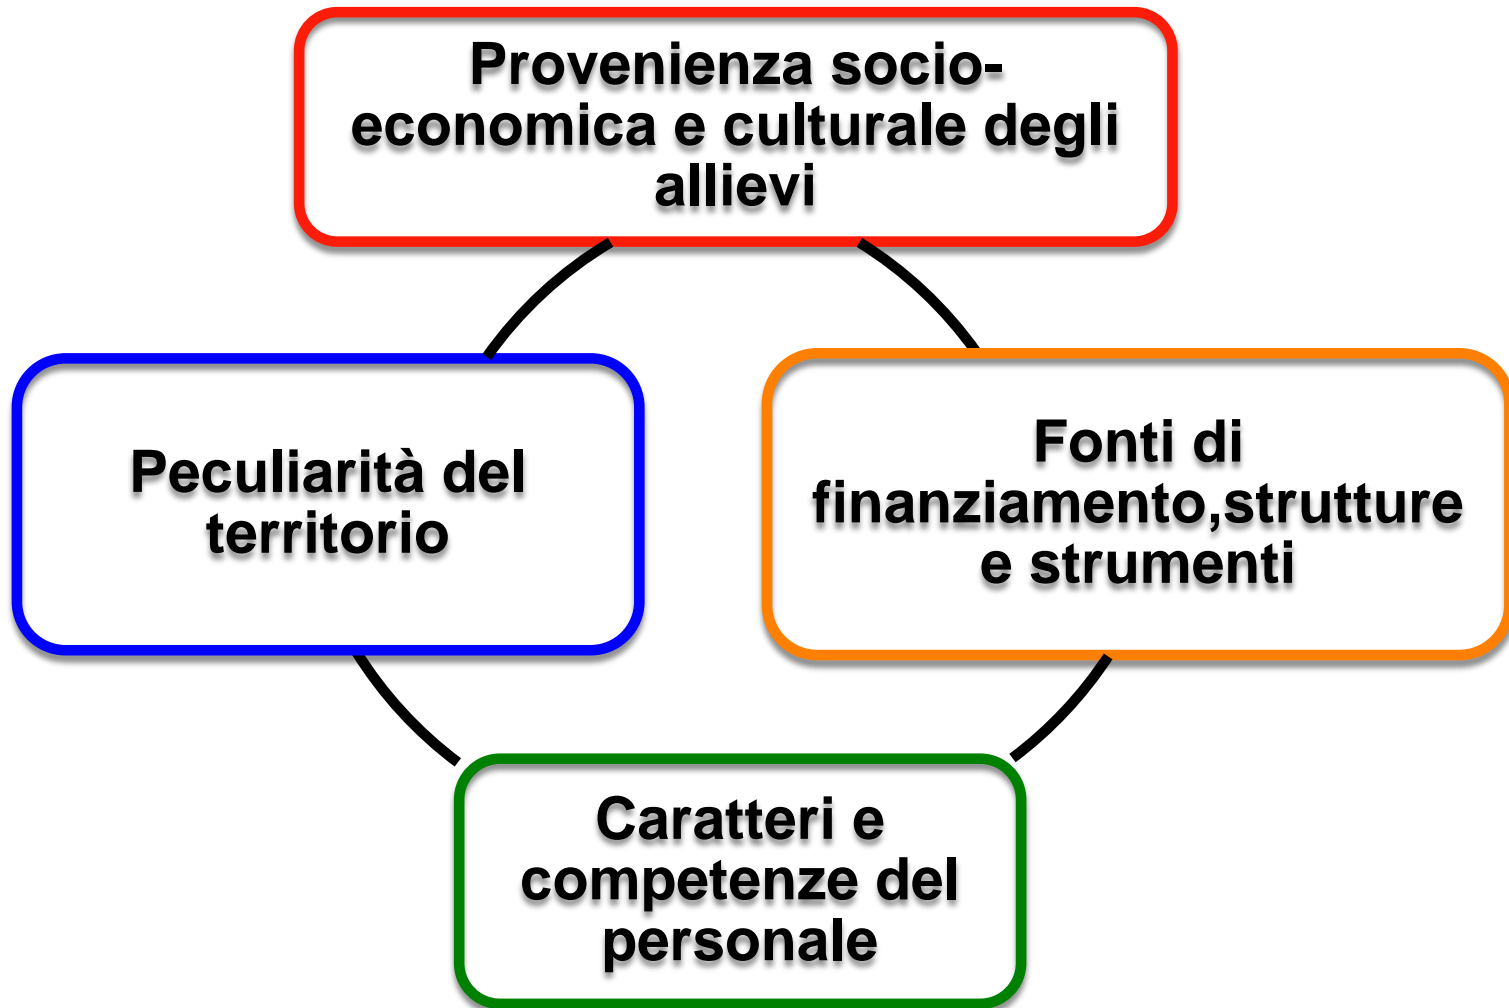 Provenienza socio-
economica e culturale degli
allievi
Peculiarità del
territorio
Fonti di
finanziamento,strutture
e strumenti
Caratteri e
competenze del
personale